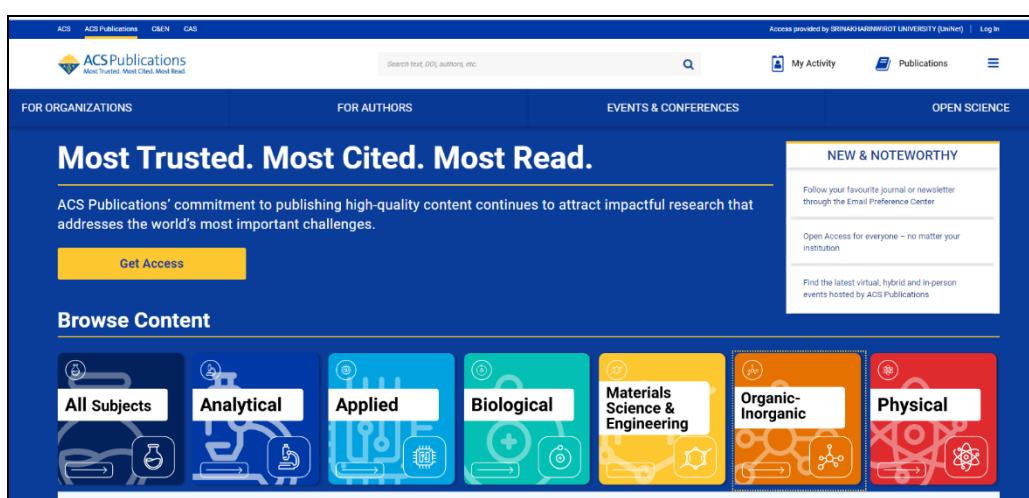 ACS ACS Publications C&EN CAS
Access provided by SRINAKHARINWIROT UNIVERSITY (UniNet) | Log In
ACS Publications
Most Trusted. Most Cited. Most Read.
Search text, DOI, authors, etc.
My Activity
Publications
FOR ORGANIZATIONS
FOR AUTHORS
EVENTS & CONFERENCES
OPEN SCIENCE
Most Trusted. Most Cited. Most Read.
ACS Publications' commitment to publishing high-quality content continues to attract impactful research that
addresses the world's most important challenges.
Get Access
NEW & NOTEWORTHY
Follow your favourite journal or newsletter
through the Email Preference Center
Open Access for everyone – no matter your
institution
Find the latest virtual, hybrid and in-person
events hosted by ACS Publications
Browse Content
All Subjects
Analytical
Applied
Biological
Materials
Science &
Engineering
Organic-
Inorganic
Physical